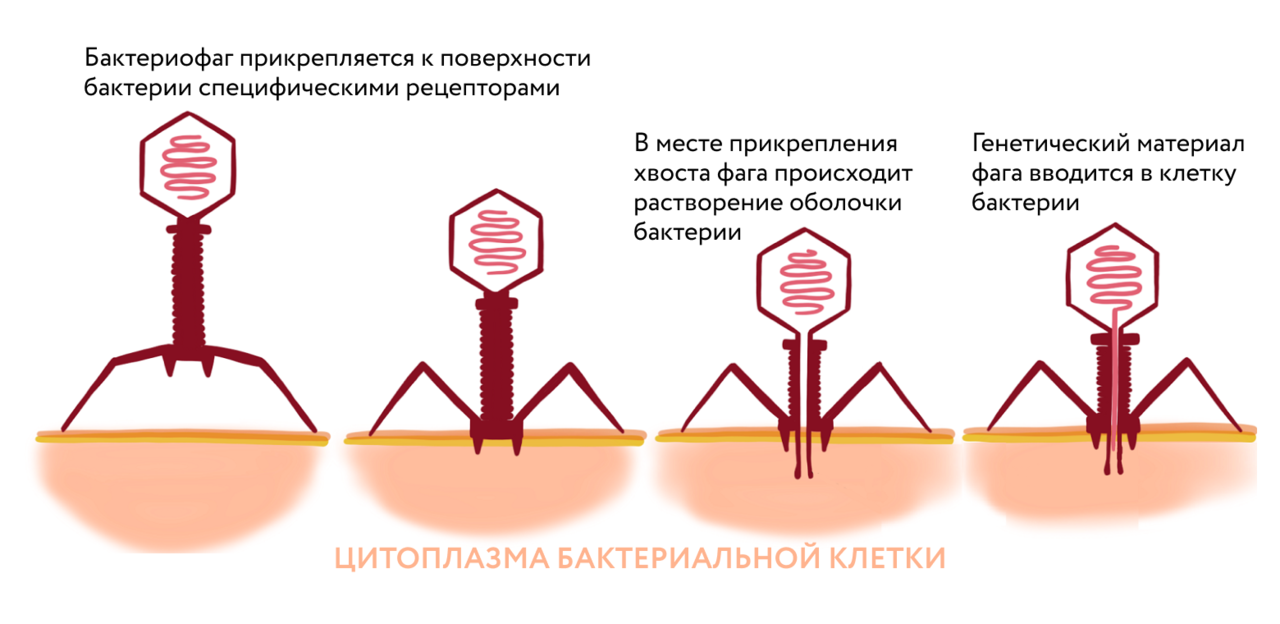 Бактериофаг прикрепляется к поверхности
бактерии специфическими рецепторами
В месте прикрепления
хвоста фага происходит
растворение оболочки
бактерии
Генетический материал
фага вводится в клетку
бактерии
ЦИТОПЛАЗМА БАКТЕРИАЛЬНОЙ КЛЕТКИ